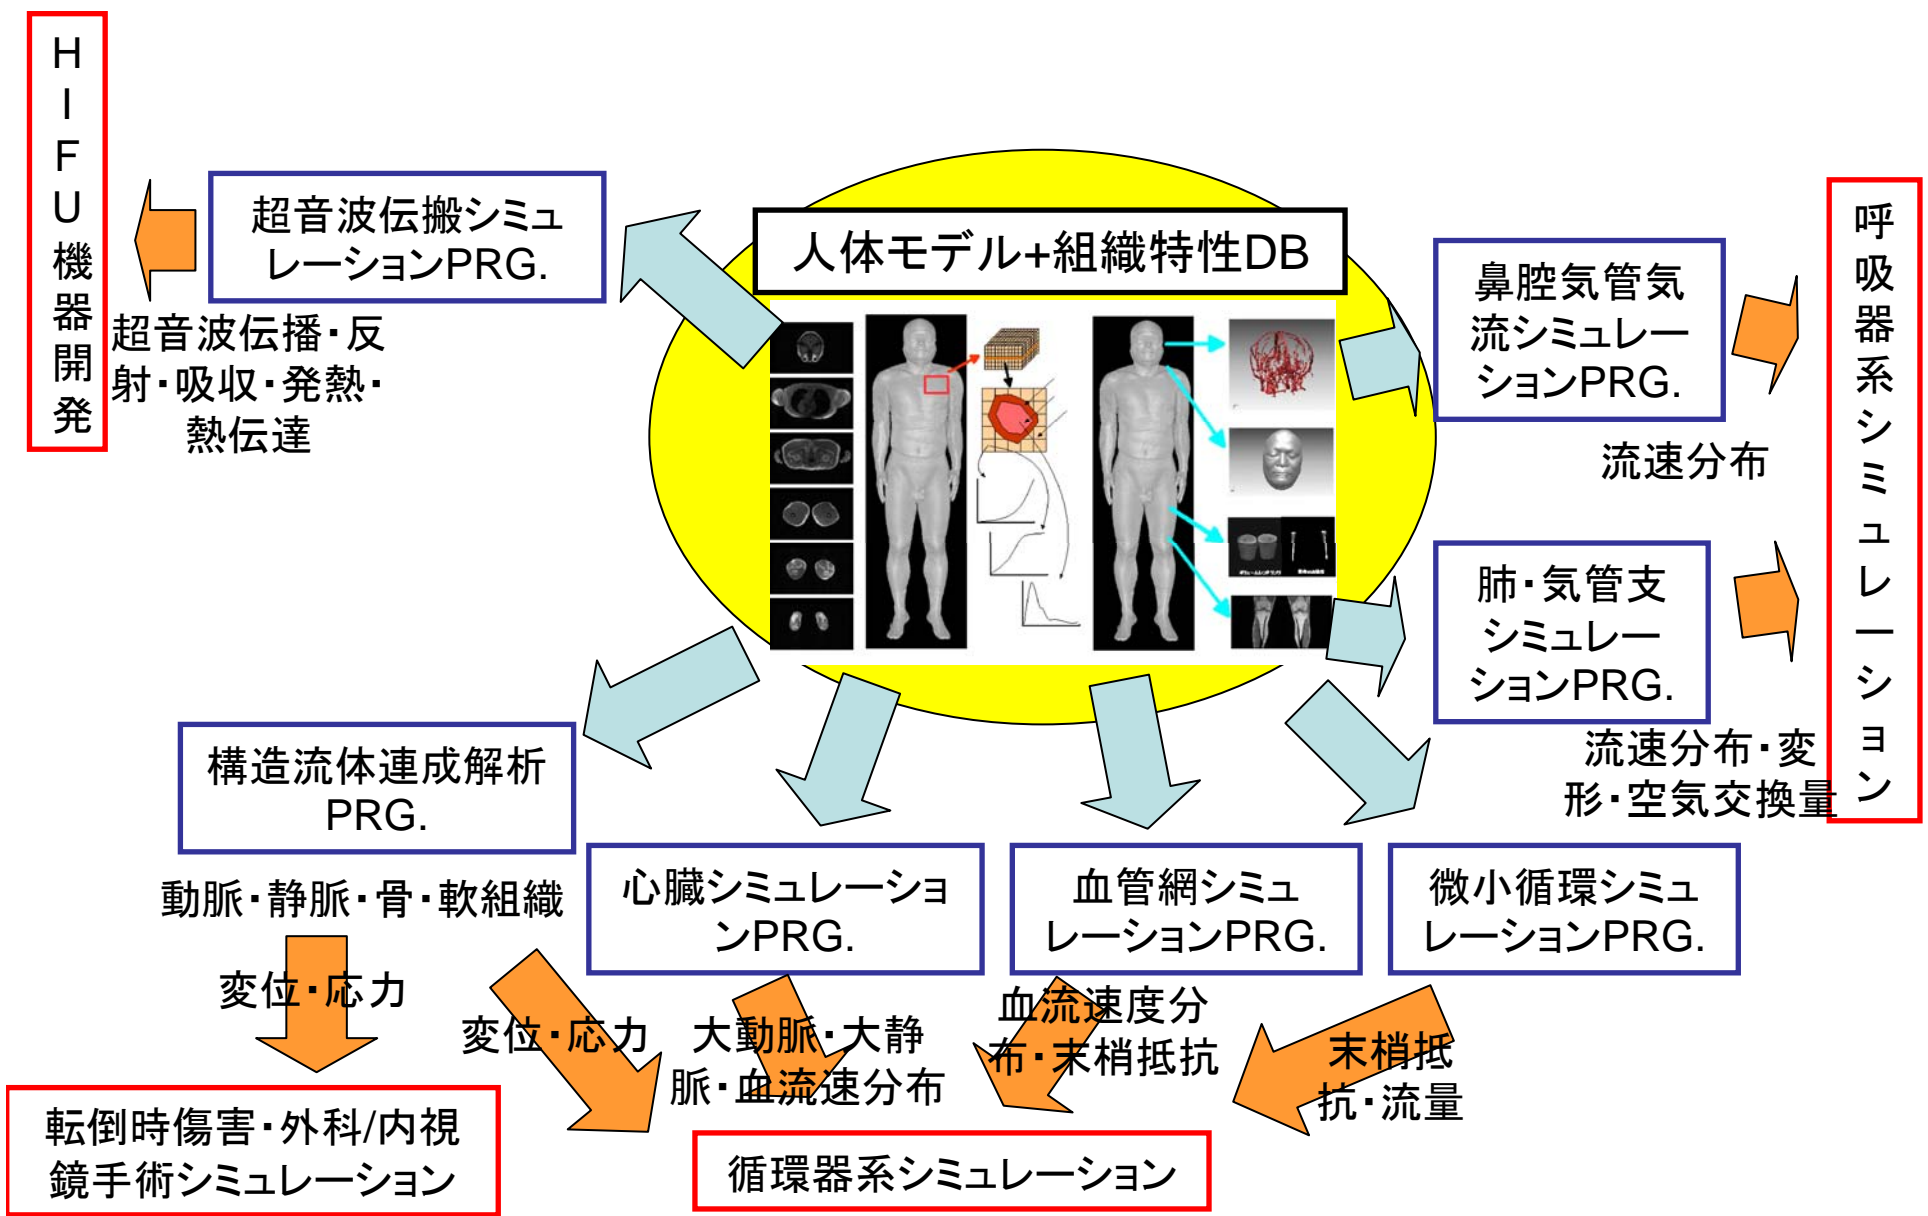 HIFU機器開発
超音波伝搬シミュ
レーションPRG.
超音波伝播・反
射・吸収・発熱・
熱伝達
人体モデル+組織特性DB
鼻腔気管気
流シミュレー
ションPRG.
流速分布
呼吸器系シミュレーション
肺・気管支
シミュレー
ションPRG.
流速分布・変
形・空気交換量
構造流体連成解析
PRG.
動脈・静脈・骨・軟組織
変位・応力
変位・応力
心臓シミュレーショ
ンPRG.
大動脈・大静
脈・血流速分布
血管網シミュ
レーションPRG.
血流速度分
布・末梢抵抗
微小循環シミュ
レーションPRG.
末梢抵
抗・流量
転倒時傷害・外科/内視
鏡手術シミュレーション
循環器系シミュレーション